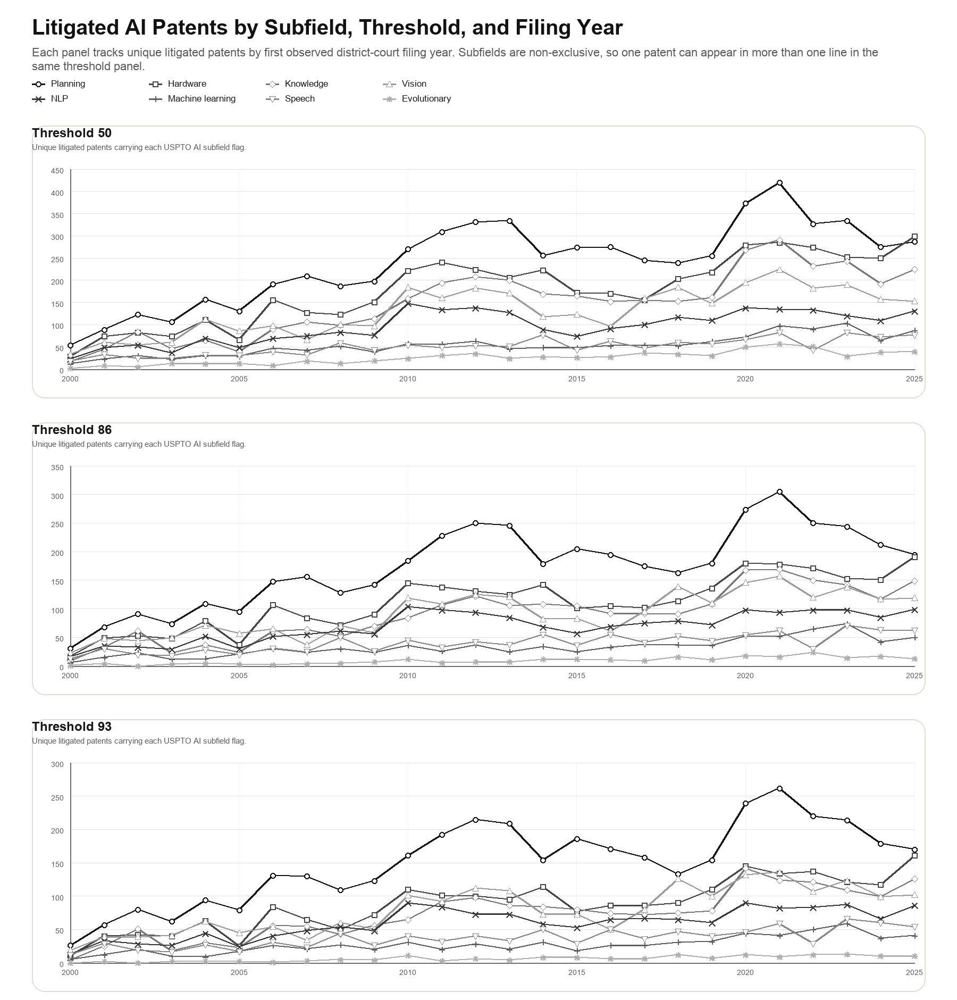 Litigated AI Patents by Subfield, Threshold, and Filing Year
Each panel tracks unique litigated patents by first observed district-court filing year. Subfields are non-exclusive, so one patent can appear in more than one line in the
same threshold panel.
Planning Hardware Knowledge Vision
NLP Machine learning Speech Evolutionary
Threshold 50
Unique litigated patents carrying each USPTO AI subfield flag.
450
400
350
300
250
200
150
100
50
0
2000 2005 2010 2015 2020 2025
Threshold 86
Unique litigated patents carrying each USPTO AI subfield flag.
350
300
250
200
150
100
50
0
2000 2005 2010 2015 2020 2025
Threshold 93
Unique litigated patents carrying each USPTO AI subfield flag.
300
250
200
150
100
50
0
2000 2005 2010 2015 2020 2025